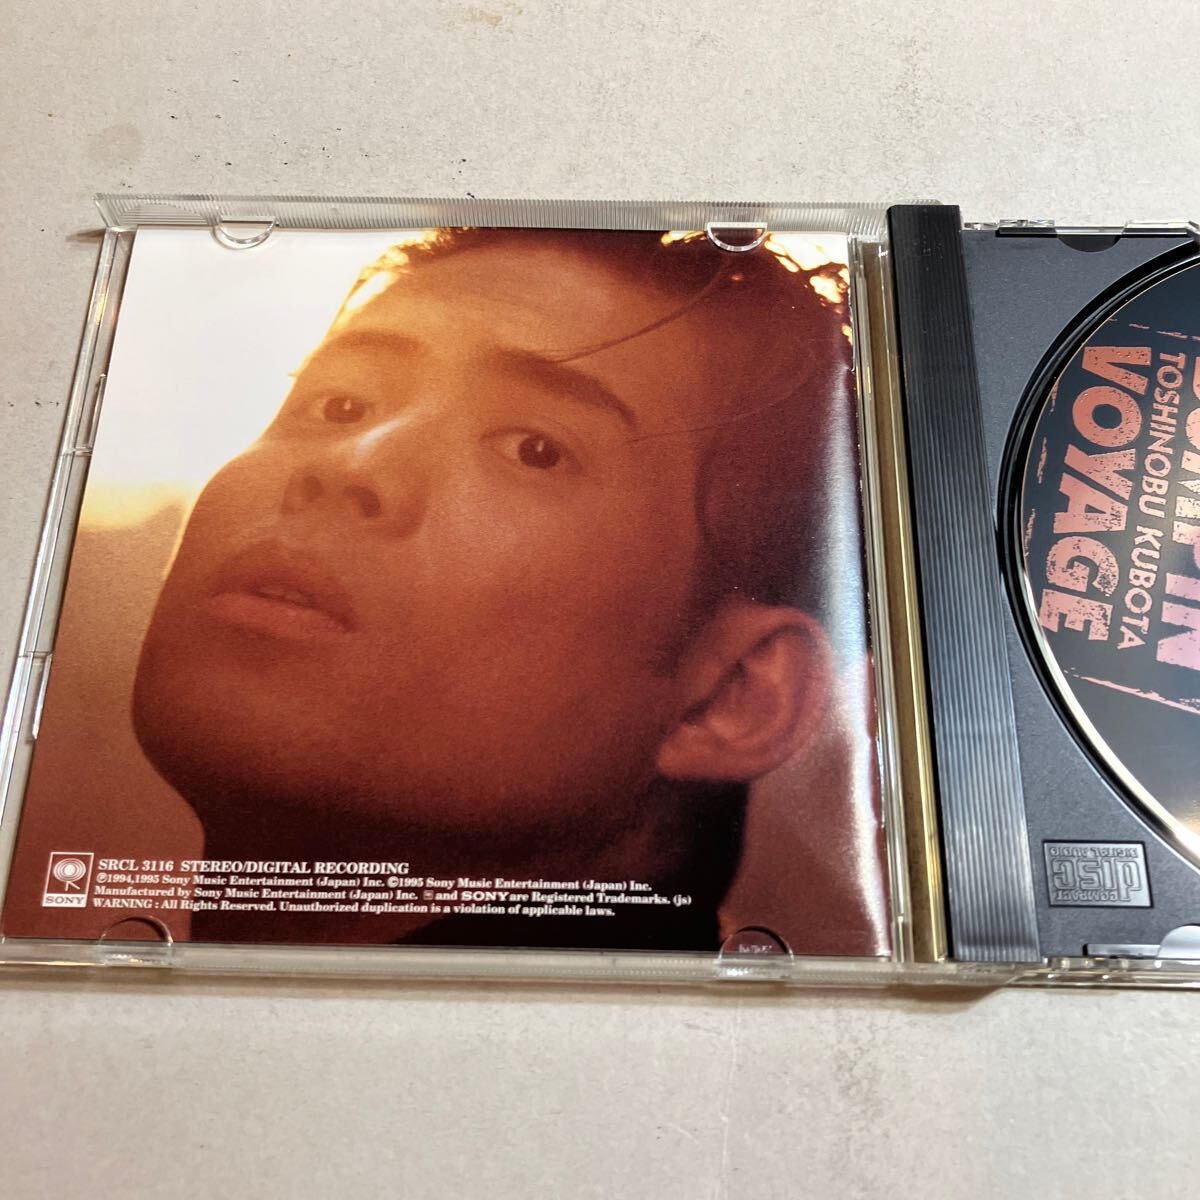 SRCL 3116 STEREO/DIGITAL RECORDING
Ⓟ1994,1995 Sony Music Entertainment (Japan) Inc. ©1995 Sony Music Entertainment (Japan) Inc.
Manufactured by Sony Music Entertainment (Japan) Inc. and SONY are Registered Trademarks. (js)
WARNING : All Rights Reserved. Unauthorized duplication is a violation of applicable laws.
SONY
TOSHINOBU KUBOTA
VOYAGE
COMPACT
disc
DIGITAL AUDIO